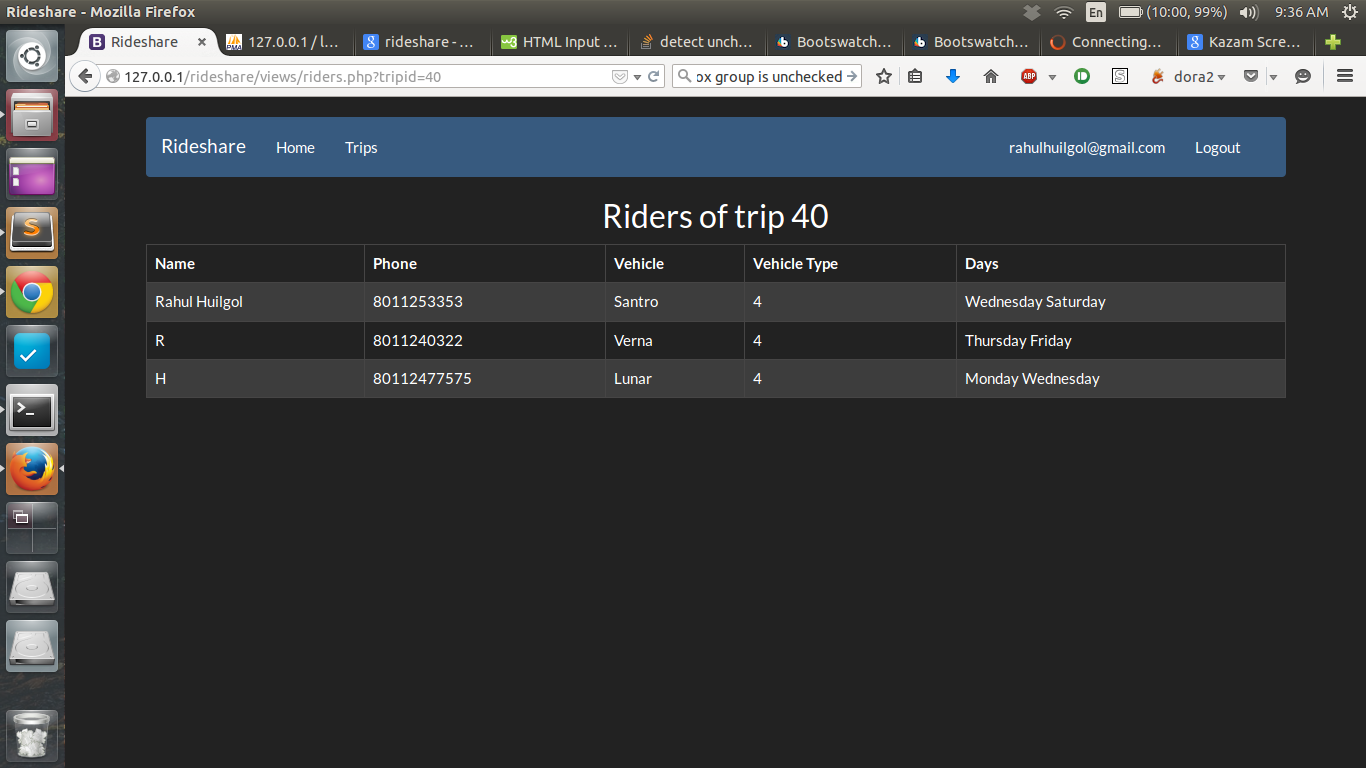 Rideshare - Mozilla Firefox En (10:00, 99%) 9:36 AM
Rideshare × 127.0.0.1 / l... rideshare - ... HTML Input ... detect unch... Bootswatch... Bootswatch... Connecting... Kazam Scre...
127.0.0.1/rideshare/views/riders.php?tripid=40 ox group is unchecked ABP S dora2
Rideshare Home Trips rahulhuilgol@gmail.com Logout
Riders of trip 40
Name Phone Vehicle Vehicle Type Days
Rahul Huilgol 8011253353 Santro 4 Wednesday Saturday
R 8011240322 Verna 4 Thursday Friday
H 80112477575 Lunar 4 Monday Wednesday